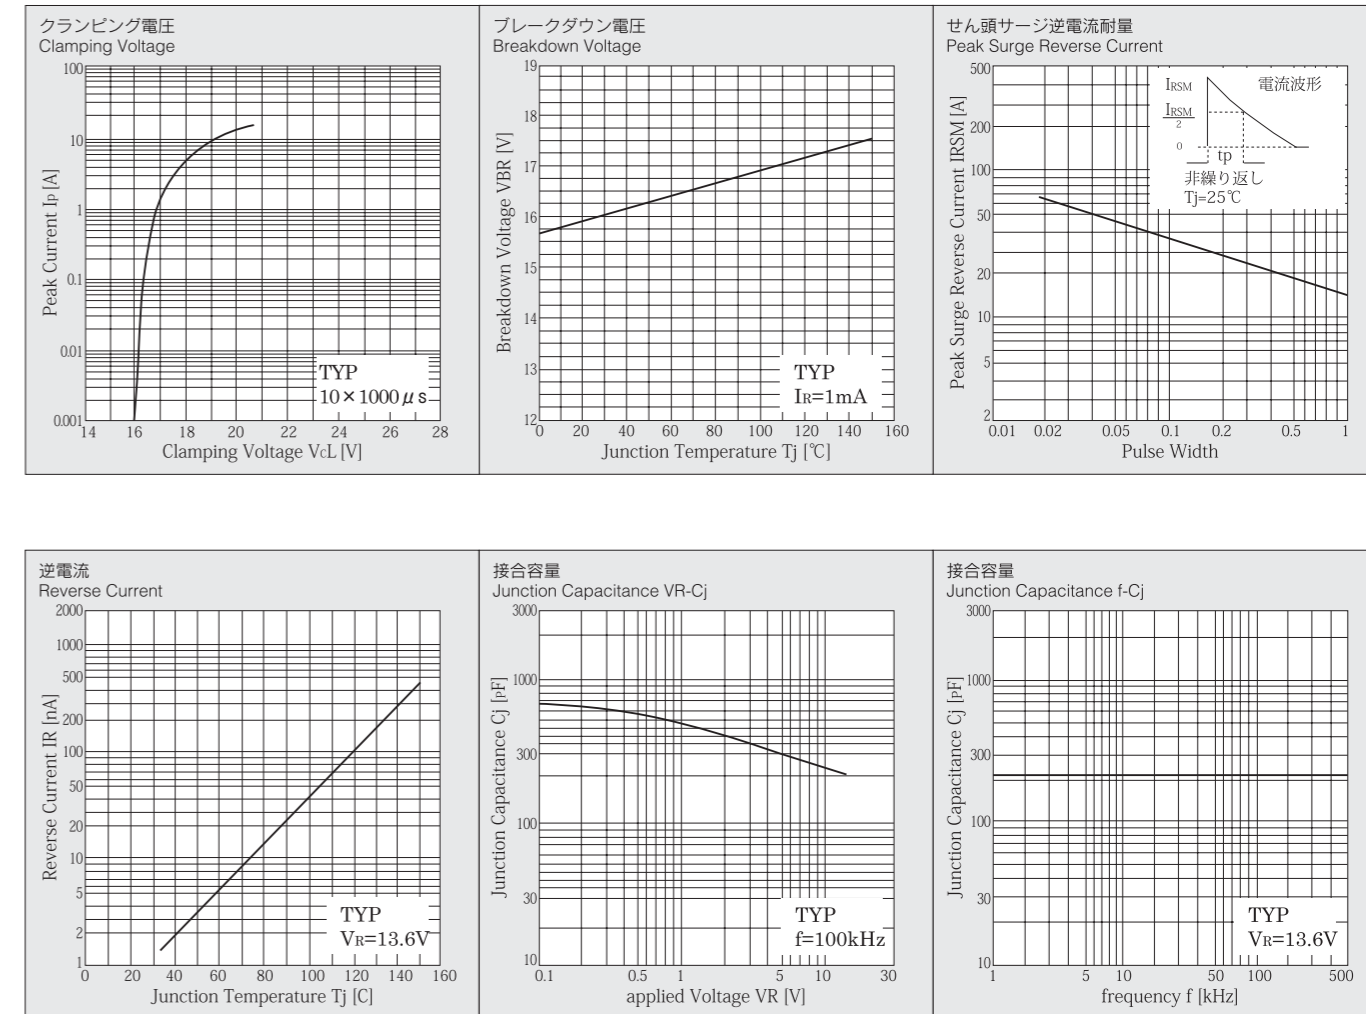 クランピング電圧
Clamping Voltage
100
10
1
0.1
0.01
0.001
Peak Current Ip [A]
TYP
10×1000μs
14 16 18 20 22 24 26 28
Clamping Voltage VcL [V]
ブレークダウン電圧
Breakdown Voltage
19
18
17
16
15
14
13
12
Breakdown Voltage VBR [V]
TYP
IR=1mA
0 20 40 60 80 100 120 140 160
Junction Temperature Tj [℃]
せん頭サージ逆電流耐量
Peak Surge Reverse Current
500
200
100
50
20
10
5
2
Peak Surge Reverse Current IRSM [A]
IRSM
IRSM
2
0
電流波形
tp
非繰り返し
Tj=25℃
0.01 0.02 0.05 0.1 0.2 0.5 1
Pulse Width
逆電流
Reverse Current
2000
1000
500
200
100
50
20
10
5
2
1
Reverse Current IR [nA]
TYP
VR=13.6V
0 20 40 60 80 100 120 140 160
Junction Temperature Tj [C]
接合容量
Junction Capacitance VR-Cj
3000
1000
300
100
30
10
Junction Capacitance Cj [pF]
TYP
f=100kHz
0.1 0.5 1 5 10 30
applied Voltage VR [V]
接合容量
Junction Capacitance f-Cj
3000
1000
300
100
30
10
Junction Capacitance Cj [pF]
TYP
VR=13.6V
1 5 10 50 100 500
frequency f [kHz]